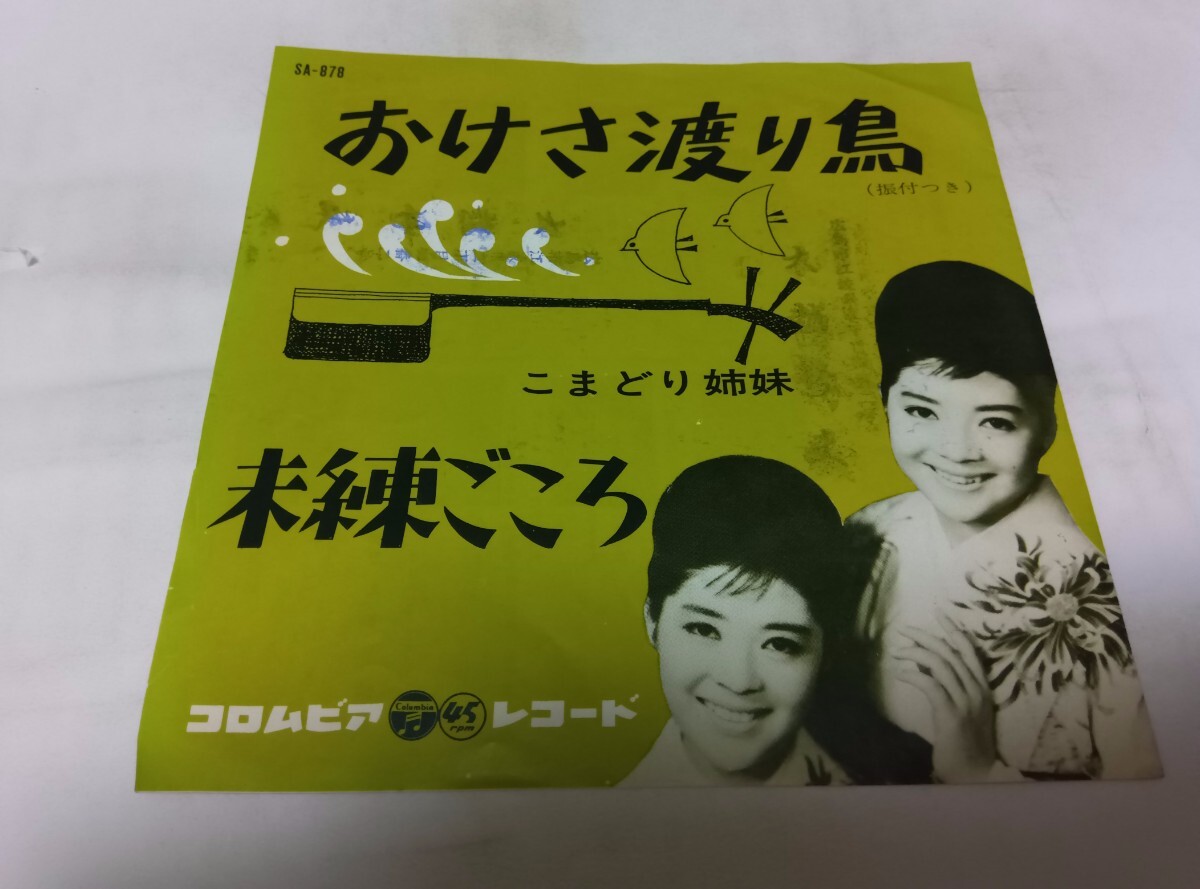 SA-878
おけさ渡り鳥
(振付つき)
こまどり姉妹
未練ごころ
コロムビア Columbia 45 rpm レコード